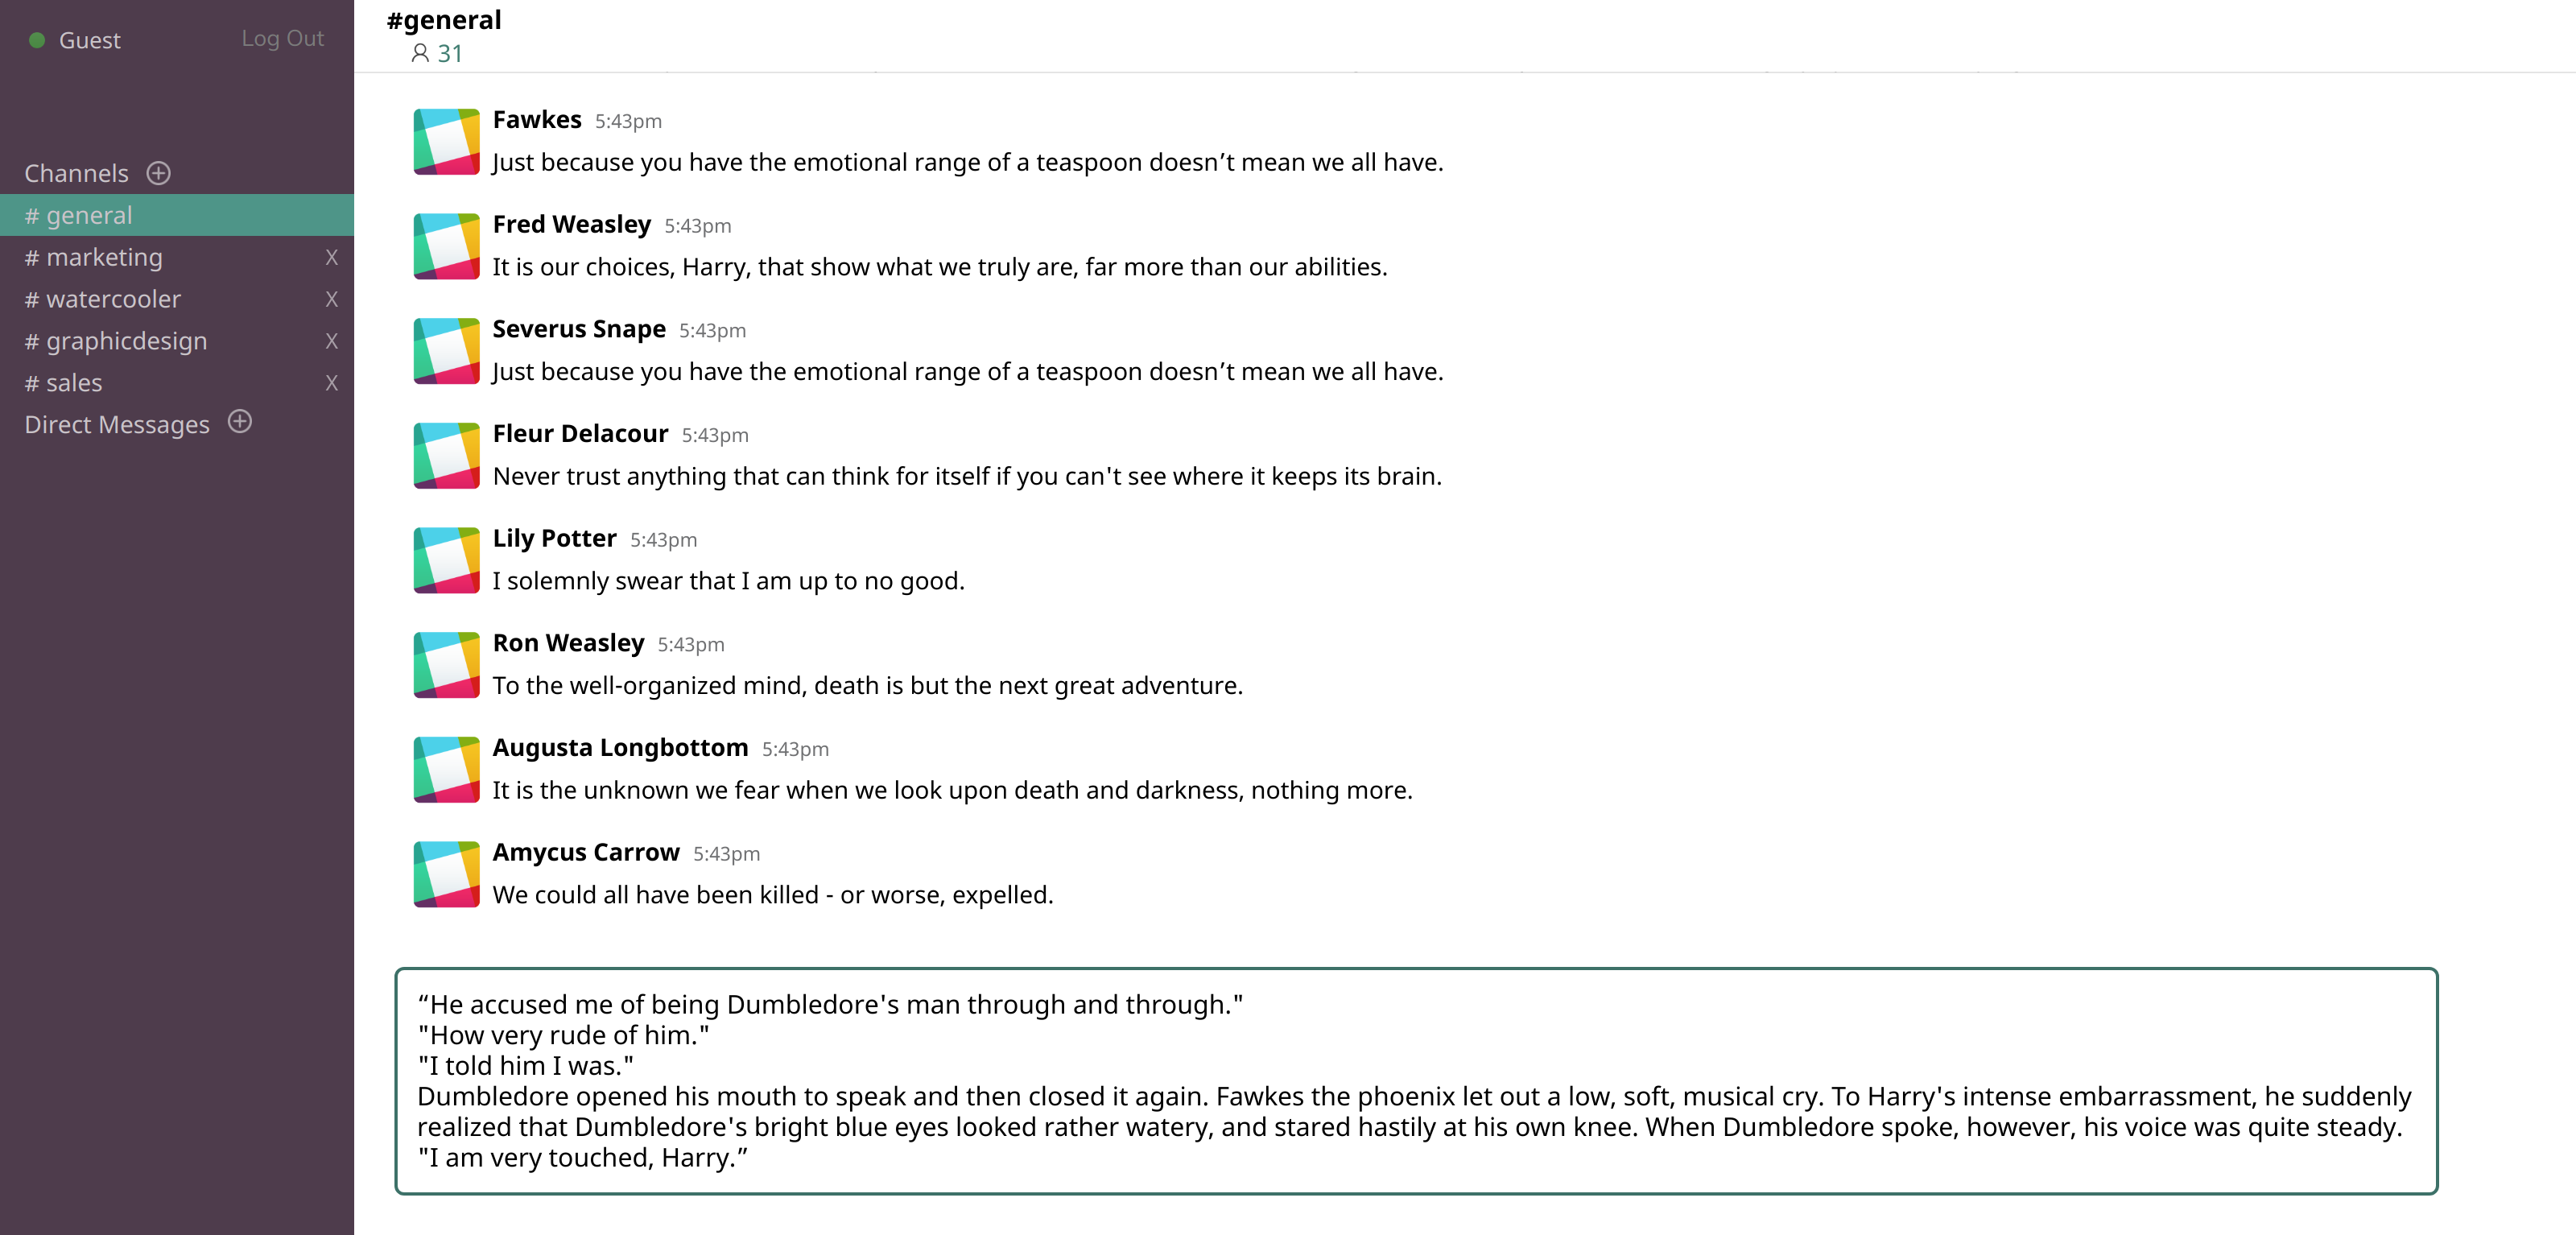 Guest
Log Out
Channels
# general
# marketing X
# watercooler X
# graphicdesign X
# sales X
Direct Messages
#general
31
Fawkes 5:43pm
Just because you have the emotional range of a teaspoon doesn’t mean we all have.
Fred Weasley 5:43pm
It is our choices, Harry, that show what we truly are, far more than our abilities.
Severus Snape 5:43pm
Just because you have the emotional range of a teaspoon doesn’t mean we all have.
Fleur Delacour 5:43pm
Never trust anything that can think for itself if you can't see where it keeps its brain.
Lily Potter 5:43pm
I solemnly swear that I am up to no good.
Ron Weasley 5:43pm
To the well-organized mind, death is but the next great adventure.
Augusta Longbottom 5:43pm
It is the unknown we fear when we look upon death and darkness, nothing more.
Amycus Carrow 5:43pm
We could all have been killed - or worse, expelled.
“He accused me of being Dumbledore's man through and through."
"How very rude of him."
"I told him I was."
Dumbledore opened his mouth to speak and then closed it again. Fawkes the phoenix let out a low, soft, musical cry. To Harry's intense embarrassment, he suddenly
realized that Dumbledore's bright blue eyes looked rather watery, and stared hastily at his own knee. When Dumbledore spoke, however, his voice was quite steady.
"I am very touched, Harry.”